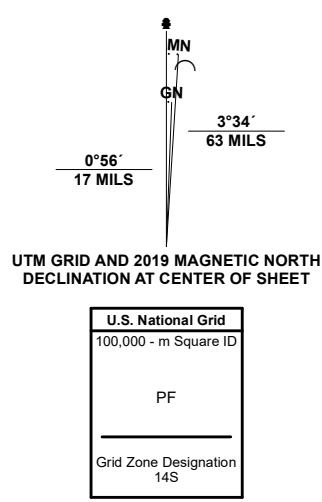 MN
GN
3°34´
63 MILS
0°56´
17 MILS
UTM GRID AND 2019 MAGNETIC NORTH
DECLINATION AT CENTER OF SHEET
U.S. National Grid
100,000 - m Square ID
PF
Grid Zone Designation
14S